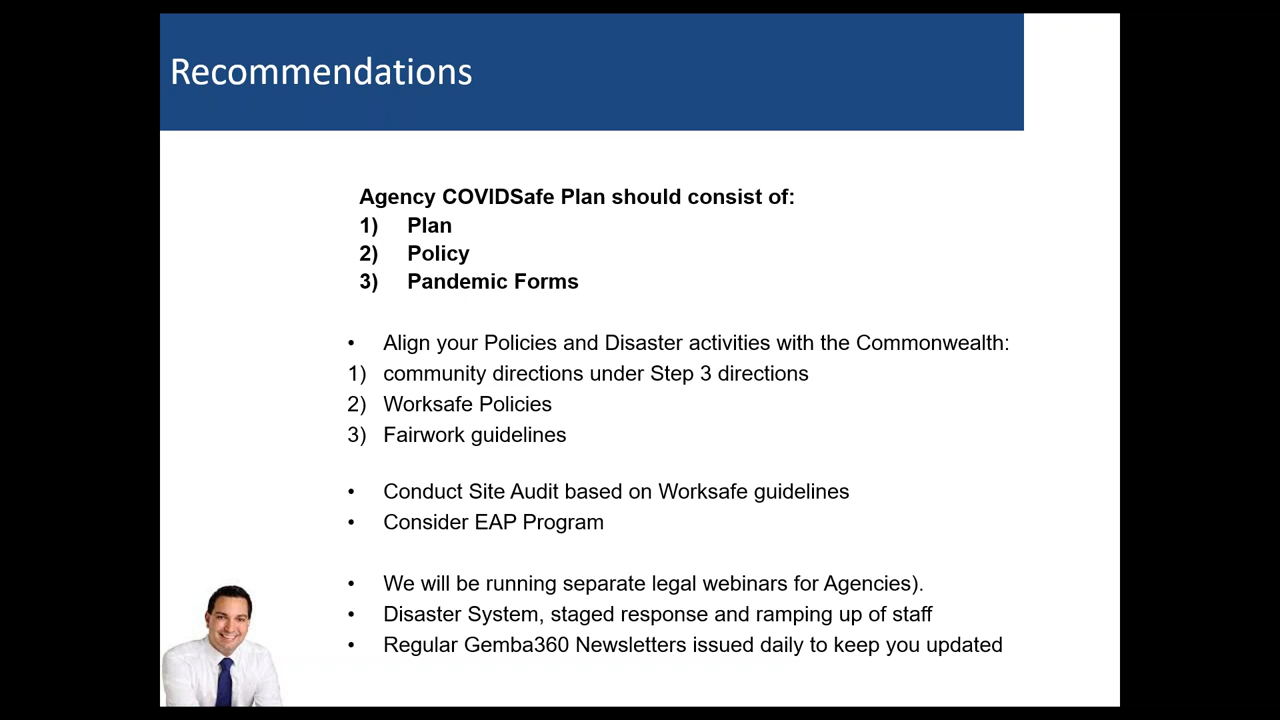 Recommendations
Agency COVIDSafe Plan should consist of:
1) Plan
2) Policy
3) Pandemic Forms
• Align your Policies and Disaster activities with the Commonwealth:
1) community directions under Step 3 directions
2) Worksafe Policies
3) Fairwork guidelines
• Conduct Site Audit based on Worksafe guidelines
• Consider EAP Program
• We will be running separate legal webinars for Agencies).
• Disaster System, staged response and ramping up of staff
• Regular Gemba360 Newsletters issued daily to keep you updated